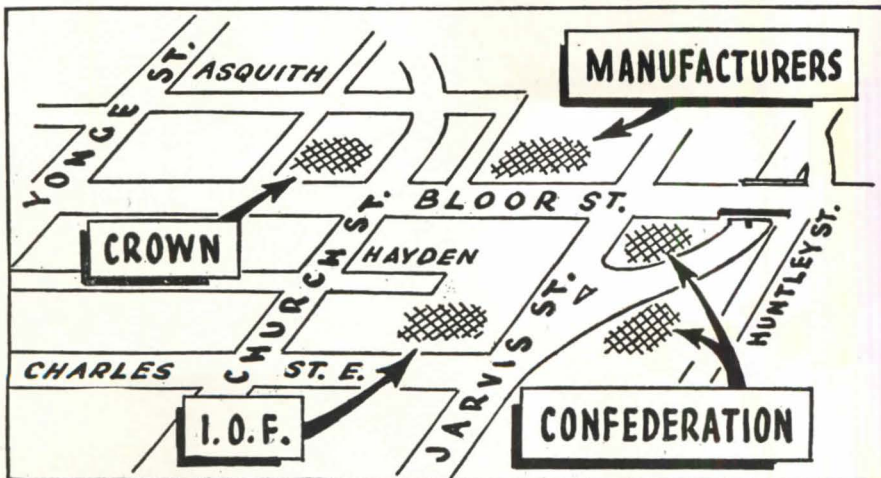 YONGE ST.
ASQUITH
MANUFACTURERS
CROWN
CHURCH ST.
BLOOR ST.
HAYDEN
JARVIS ST.
HUNTLEY ST.
CHARLES ST. E.
I.O.F.
CONFEDERATION